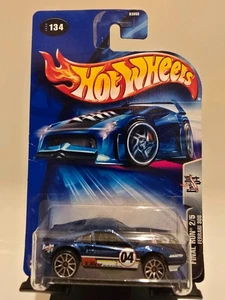 134
HOT WHEELS
FINAL RUN 2/5
FERRARI 308
04